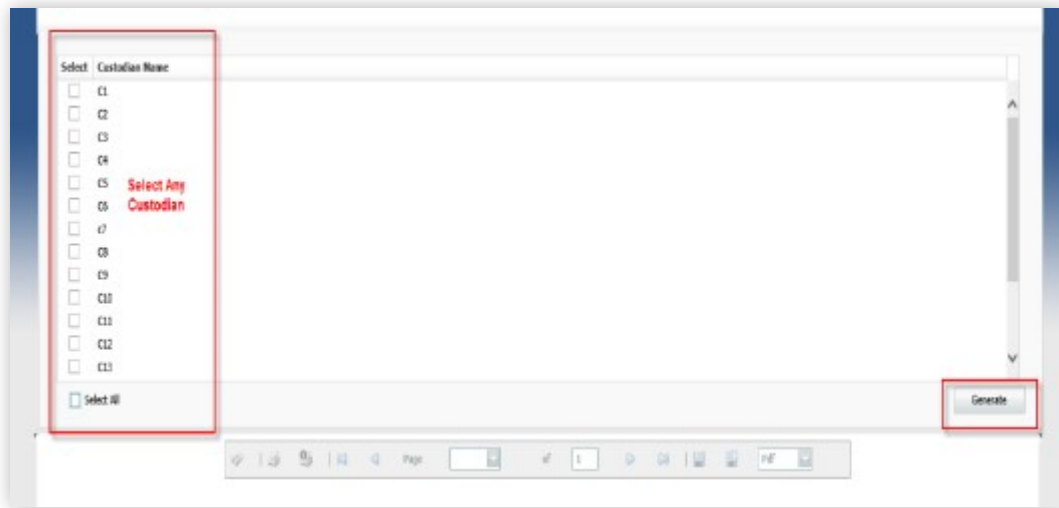 Select Custodian Name
C1
C2
C3
C4
C5
Select Any
C6
Custodian
c7
C8
C9
C10
C11
C12
C13
Select All
Generate
Page of 1 Pdf